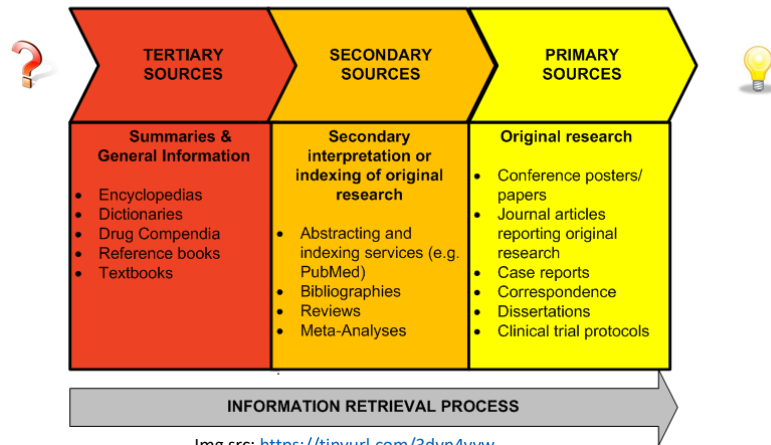 TERTIARY
SOURCES
SECONDARY
SOURCES
PRIMARY
SOURCES
Summaries &
General Information
• Encyclopedias
• Dictionaries
• Drug Compendia
• Reference books
• Textbooks
Secondary
interpretation or
indexing of original
research
• Abstracting and
indexing services (e.g.
PubMed)
• Bibliographies
• Reviews
• Meta-Analyses
Original research
• Conference posters/
papers
• Journal articles
reporting original
research
• Case reports
• Correspondence
• Dissertations
• Clinical trial protocols
INFORMATION RETRIEVAL PROCESS
Img src: